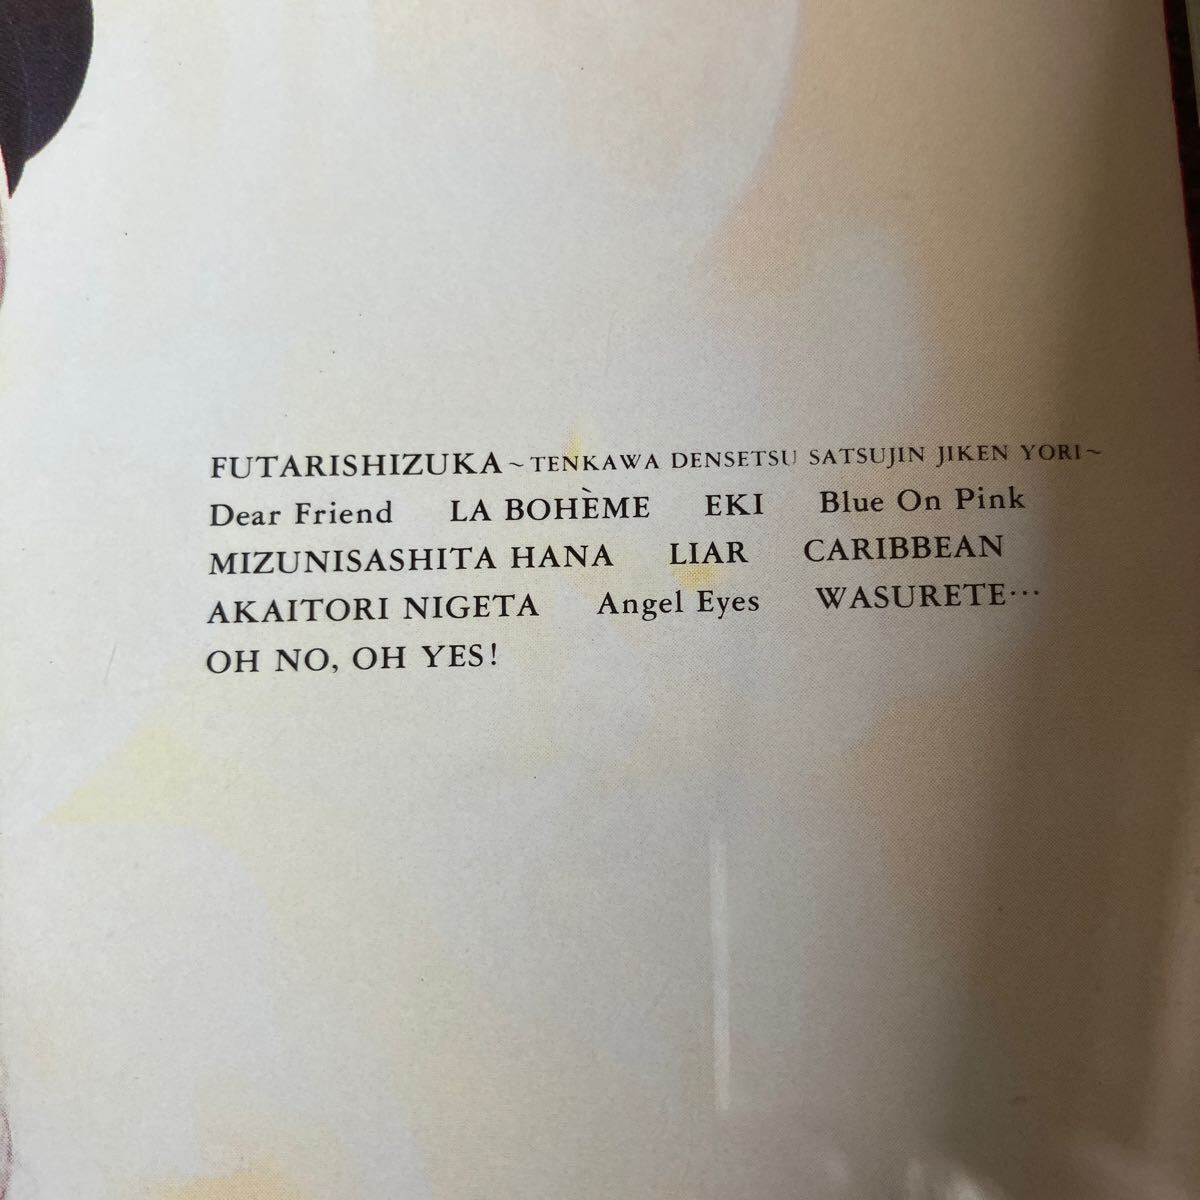 FUTARISHIZUKA ~TENKAWA DENSETSU SATSUJIN JIKEN YORI~
Dear Friend LA BOHÈME EKI Blue On Pink
MIZUNISASHITA HANA LIAR CARIBBEAN
AKAITORI NIGETA Angel Eyes WASURETE…
OH NO, OH YES!